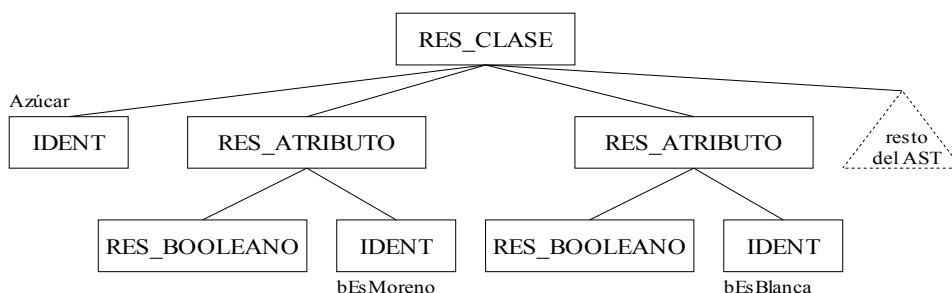 RES_CLASE
Azúcar
IDENT
RES_ATRIBUTO
RES_ATRIBUTO
resto
del AST
RES_BOOLEANO
IDENT
RES_BOOLEANO
IDENT
bEsMoreno
bEsBlanca